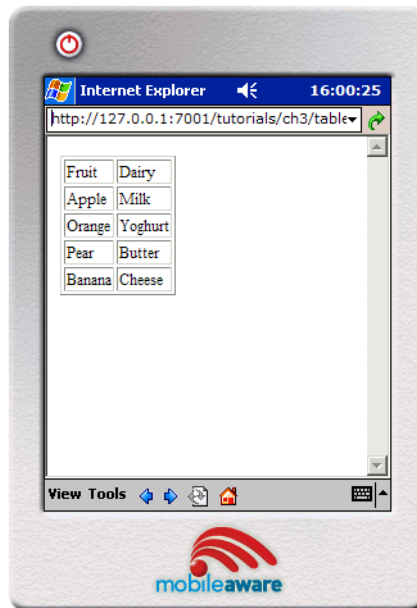 Internet Explorer 16:00:25
http://127.0.0.1:7001/tutorials/ch3/table
Fruit Dairy
Apple Milk
Orange Yoghurt
Pear Butter
Banana Cheese
View Tools
mobileaware